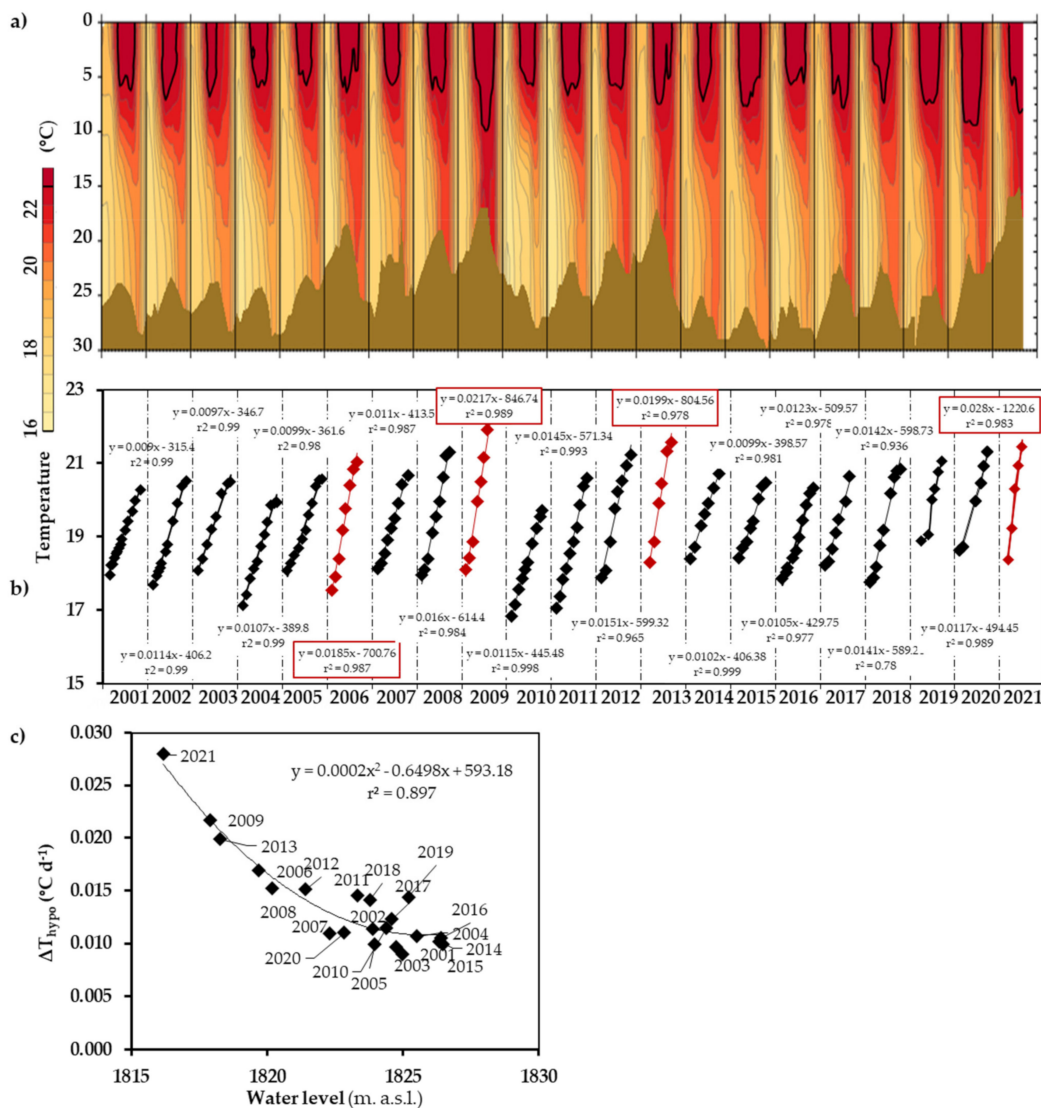 a)
0
5
10
15
20
25
30
(°C)
22
20
18
16
b)
Temperature
23
21
19
17
15
y=0.009x - 315.4
r2= 0.99
y=0.0097x - 346.7
r2= 0.99
y=0.0099x - 361.6
r2= 0.98
y=0.011x - 413.5
r² = 0.987
y=0.0217x - 846.74
r² = 0.989
y=0.0145x - 571.34
r² = 0.993
y=0.0199x - 804.56
r² = 0.978
y=0.0099x - 398.57
r² = 0.981
y=0.0123x - 509.57
r² = 0.978
y=0.0142x - 598.73
r² = 0.936
y=0.028x - 1220.6
r² = 0.983
y=0.0114x - 406.2
r2= 0.99
y=0.0107x - 389.8
r2= 0.99
y=0.0185x - 700.76
r² = 0.987
y=0.016x - 614.4
r² = 0.984
y=0.0115x - 445.48
r² = 0.998
y=0.0151x - 599.32
r² = 0.965
y=0.0102x - 406.38
r² = 0.999
y=0.0105x - 429.75
r² = 0.977
y=0.0141x - 589.2
r² = 0.78
y=0.0117x - 494.45
r² = 0.989
2001 2002 2003 2004 2005 2006 2007 2008 2009 2010 2011 2012 2013 2014 2015 2016 2017 2018 2019 2020 2021
c)
ΔT hypo (°C d⁻¹)
0.030
0.025
0.020
0.015
0.010
0.005
0.000
y = 0.0002x² - 0.6498x + 593.18
r² = 0.897
2021
2009
2013
2006
2012
2008
2011
2018
2019
2017
2007
2002
2016
2020
2004
2010
2001
2014
2005
2003
2015
1815 1820 1825 1830
Water level (m. a.s.l.)